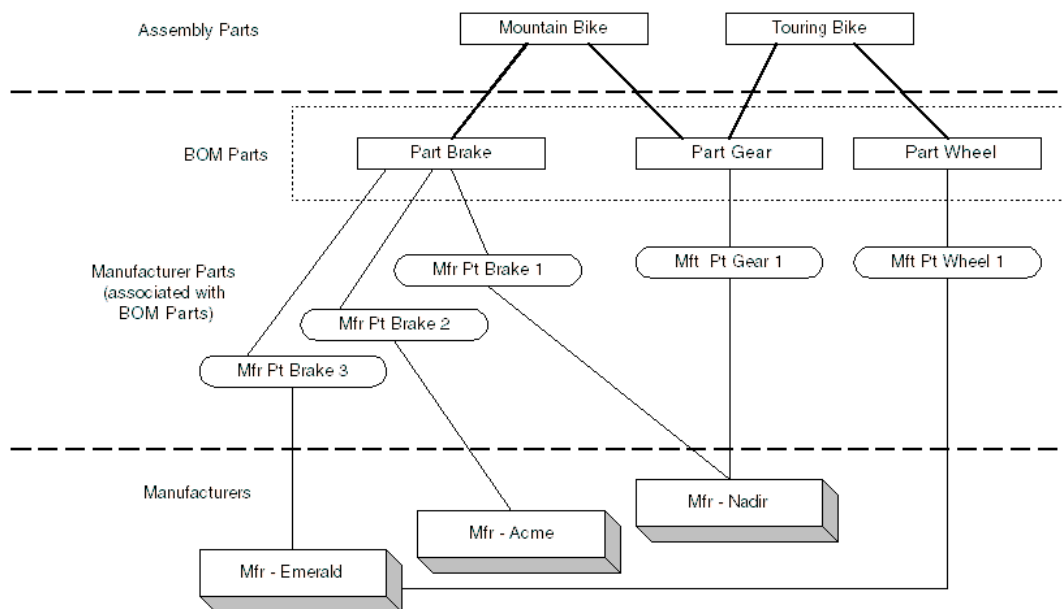 Assembly Parts
Mountain Bike
Touring Bike
BOM Parts
Part Brake
Part Gear
Part Wheel
Manufacturer Parts
(associated with
BOM Parts)
Mfr Pt Brake 1
Mft Pt Gear 1
Mft Pt Wheel 1
Mfr Pt Brake 2
Mfr Pt Brake 3
Manufacturers
Mfr - Nadir
Mfr - Acme
Mfr - Emerald